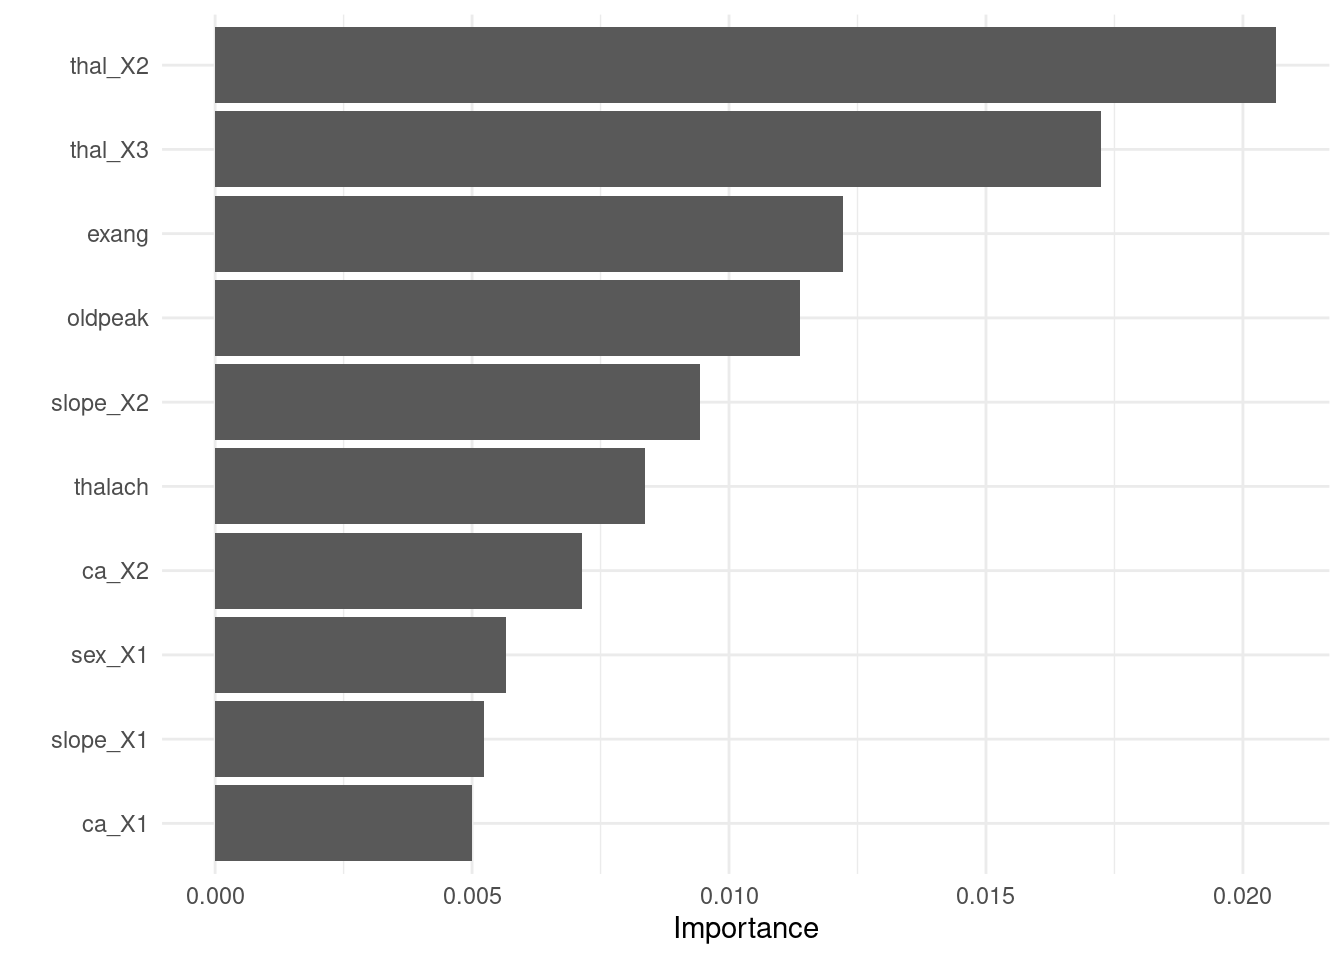 thal_X2
thal_X3
exang
oldpeak
slope_X2
thalach
ca_X2
sex_X1
slope_X1
ca_X1
0.000 0.005 0.010 0.015 0.020
Importance